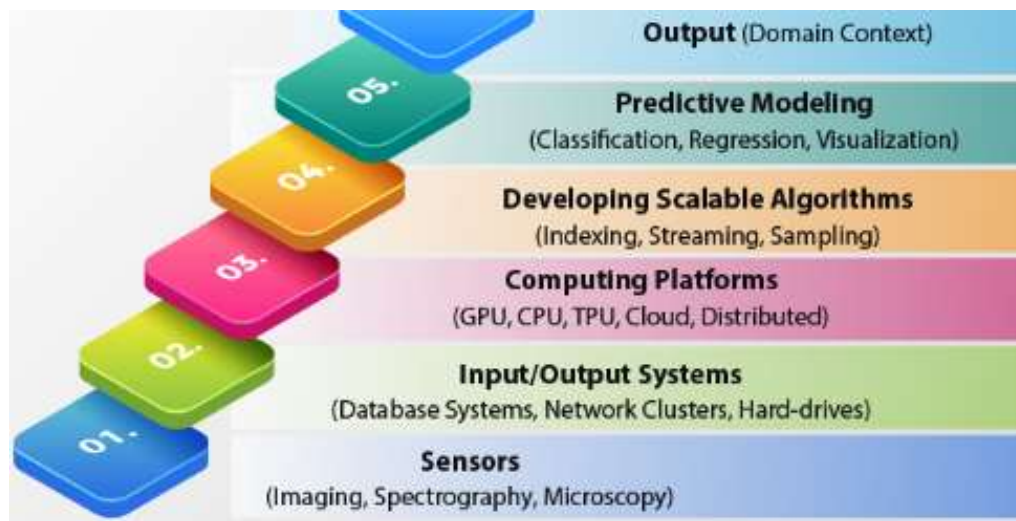 Output (Domain Context)
05.
Predictive Modeling
(Classification, Regression, Visualization)
04.
Developing Scalable Algorithms
(Indexing, Streaming, Sampling)
03.
Computing Platforms
(GPU, CPU, TPU, Cloud, Distributed)
02.
Input/Output Systems
(Database Systems, Network Clusters, Hard-drives)
01.
Sensors
(Imaging, Spectrography, Microscopy)